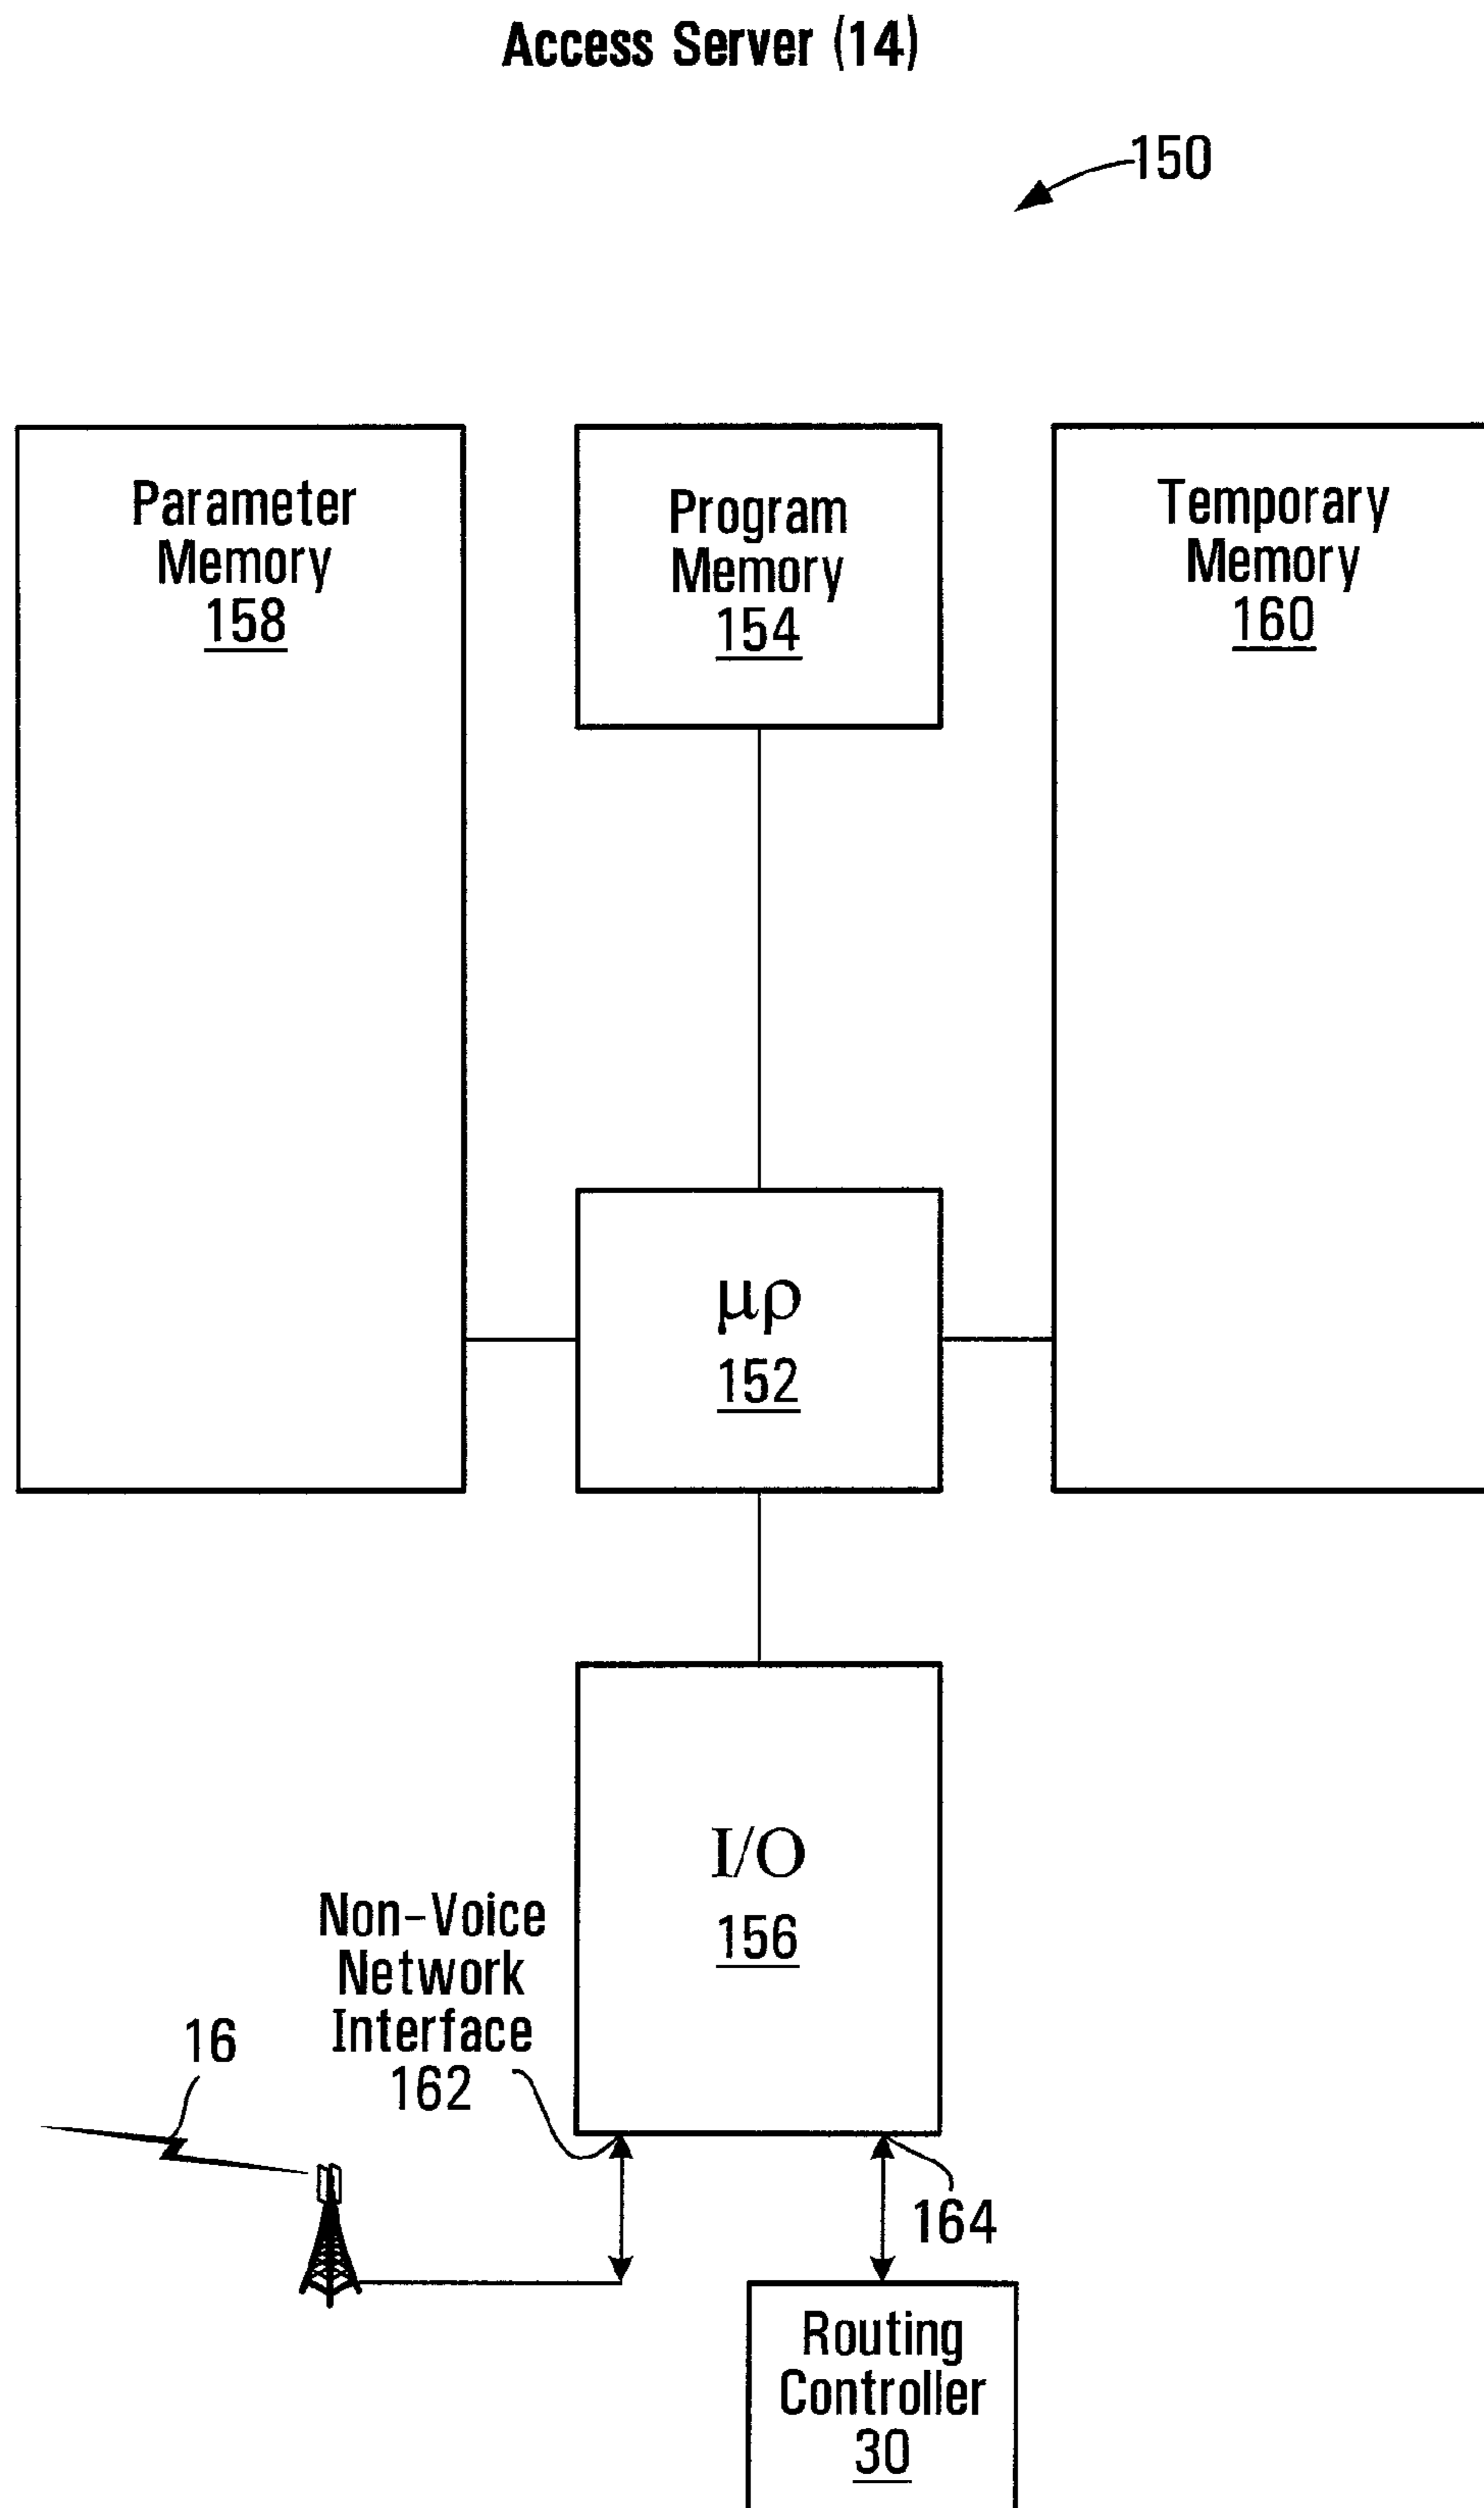 Access Server (14)
150
Parameter
Memory
158
Program
Memory
154
Temporary
Memory
160
μρ
152
I/O
156
Non-Voice
Network
Interface
162
16
164
Routing
Controller
30